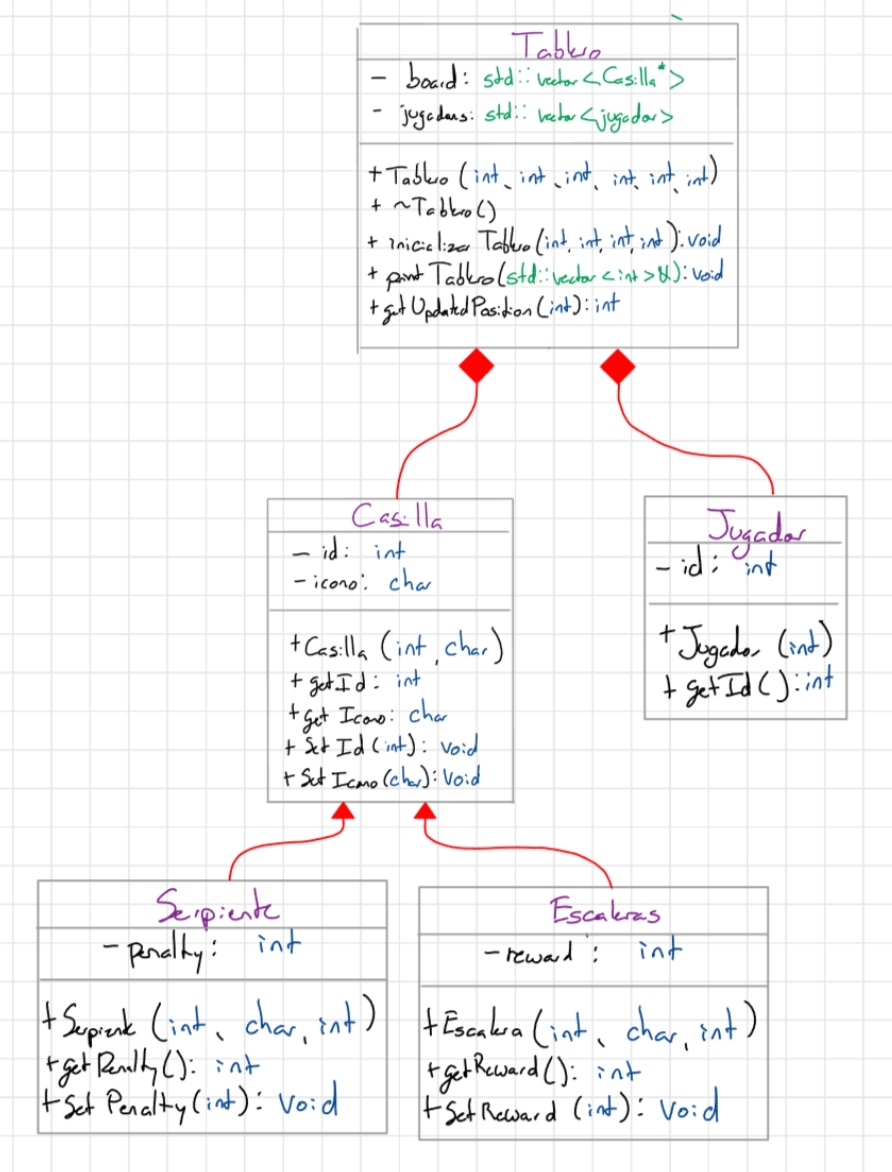 Tablero
- board: std::vector<Casilla*>
- jugadores: std::vector<jugador>
+ Tablero (int, int, int, int, int, int)
+ ~Tablero()
+ inicializar Tablero(int, int, int, int): void
+ print Tablero(std::vector<int>&): void
+ getUpdatedPosition(int): int
Casilla
- id: int
- icono: char
+ Casilla (int, char)
+ getId: int
+ get Icono: char
+ Set Id(int): void
+ Set Icono(char): Void
Jugador
- id: int
+ Jugador (int)
+ getId(): int
Serpiente
- penalty: int
+ Serpiente (int, char, int)
+ getPenalty(): int
+ Set Penalty(int): Void
Escaleras
- reward: int
+ Escalera (int, char, int)
+ getReward(): int
+ SetReward (int): Void